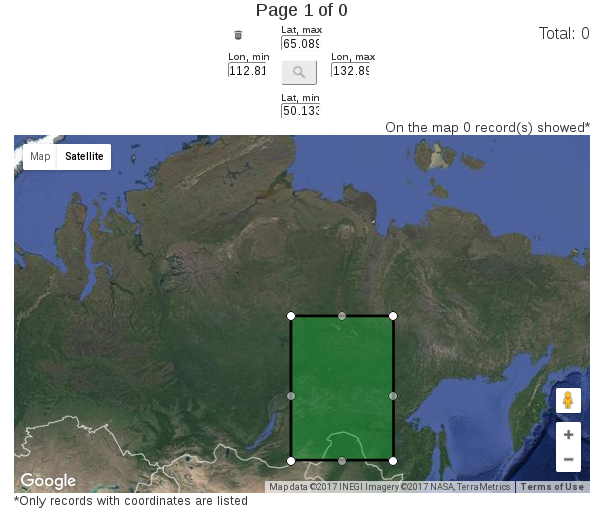 Page 1 of 0
Lat, max
Total: 0
65.089
Lon, min
Lon, max
112.81
132.89
Lat, min
50.133
On the map 0 record(s) showed*
Map
Satellite
Google
Map data ©2017 INEGI Imagery ©2017 NASA, TerraMetrics
Terms of Use
*Only records with coordinates are listed